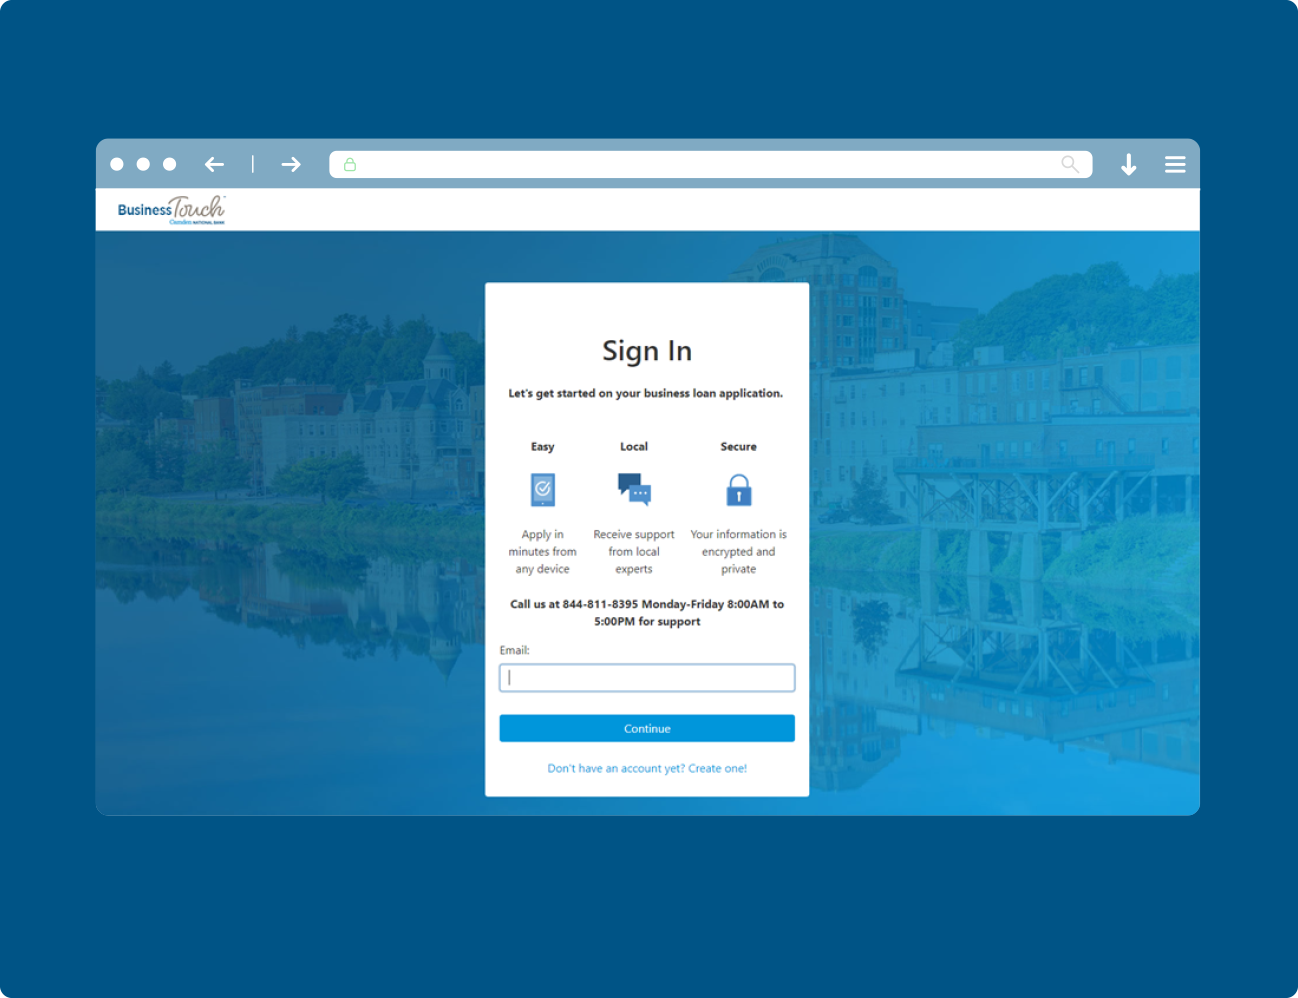 BusinessTouch
Camden NATIONAL BANK
Sign In
Let's get started on your business loan application.
Easy
Local
Secure
Apply in
minutes from
any device
Receive support
from local
experts
Your information is
encrypted and
private
Call us at 844-811-8395 Monday-Friday 8:00AM to
5:00PM for support
Email:
Continue
Don't have an account yet? Create one!